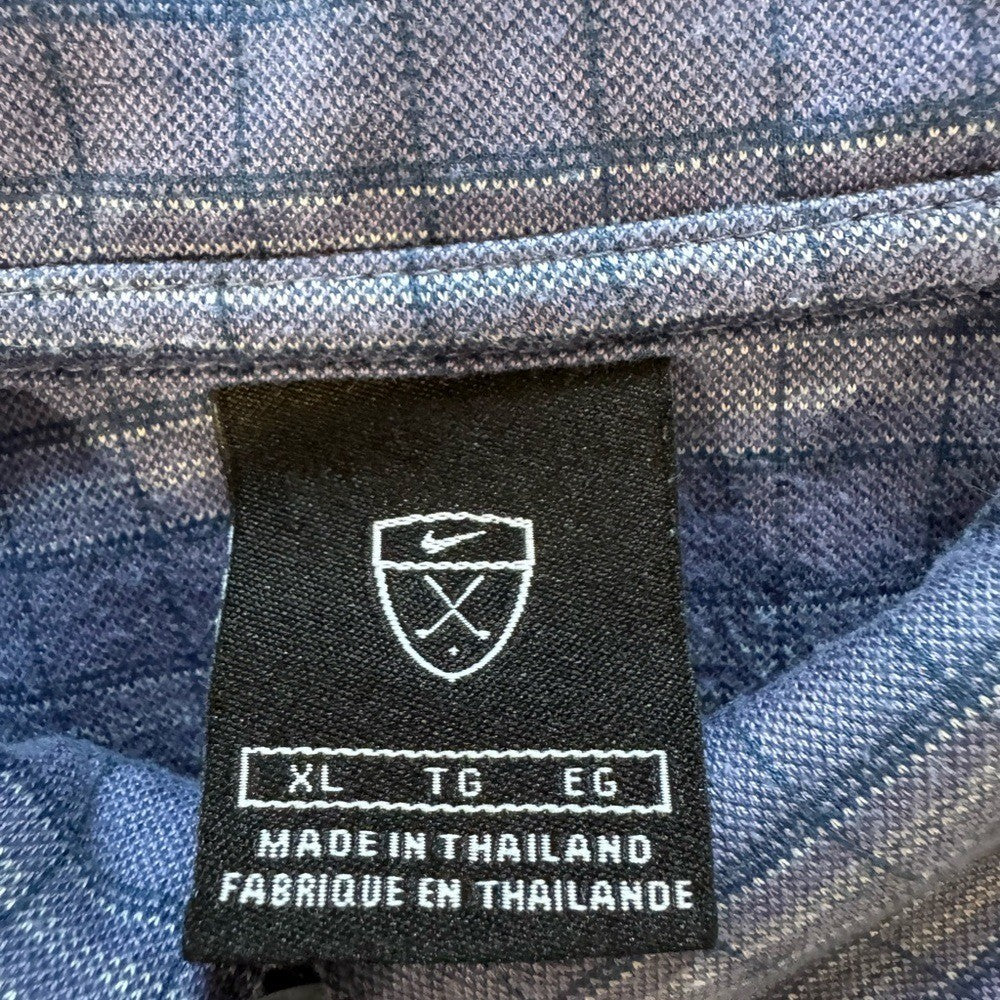 XL TG EG
MADE IN THAILAND
FABRIQUE EN THAILANDE